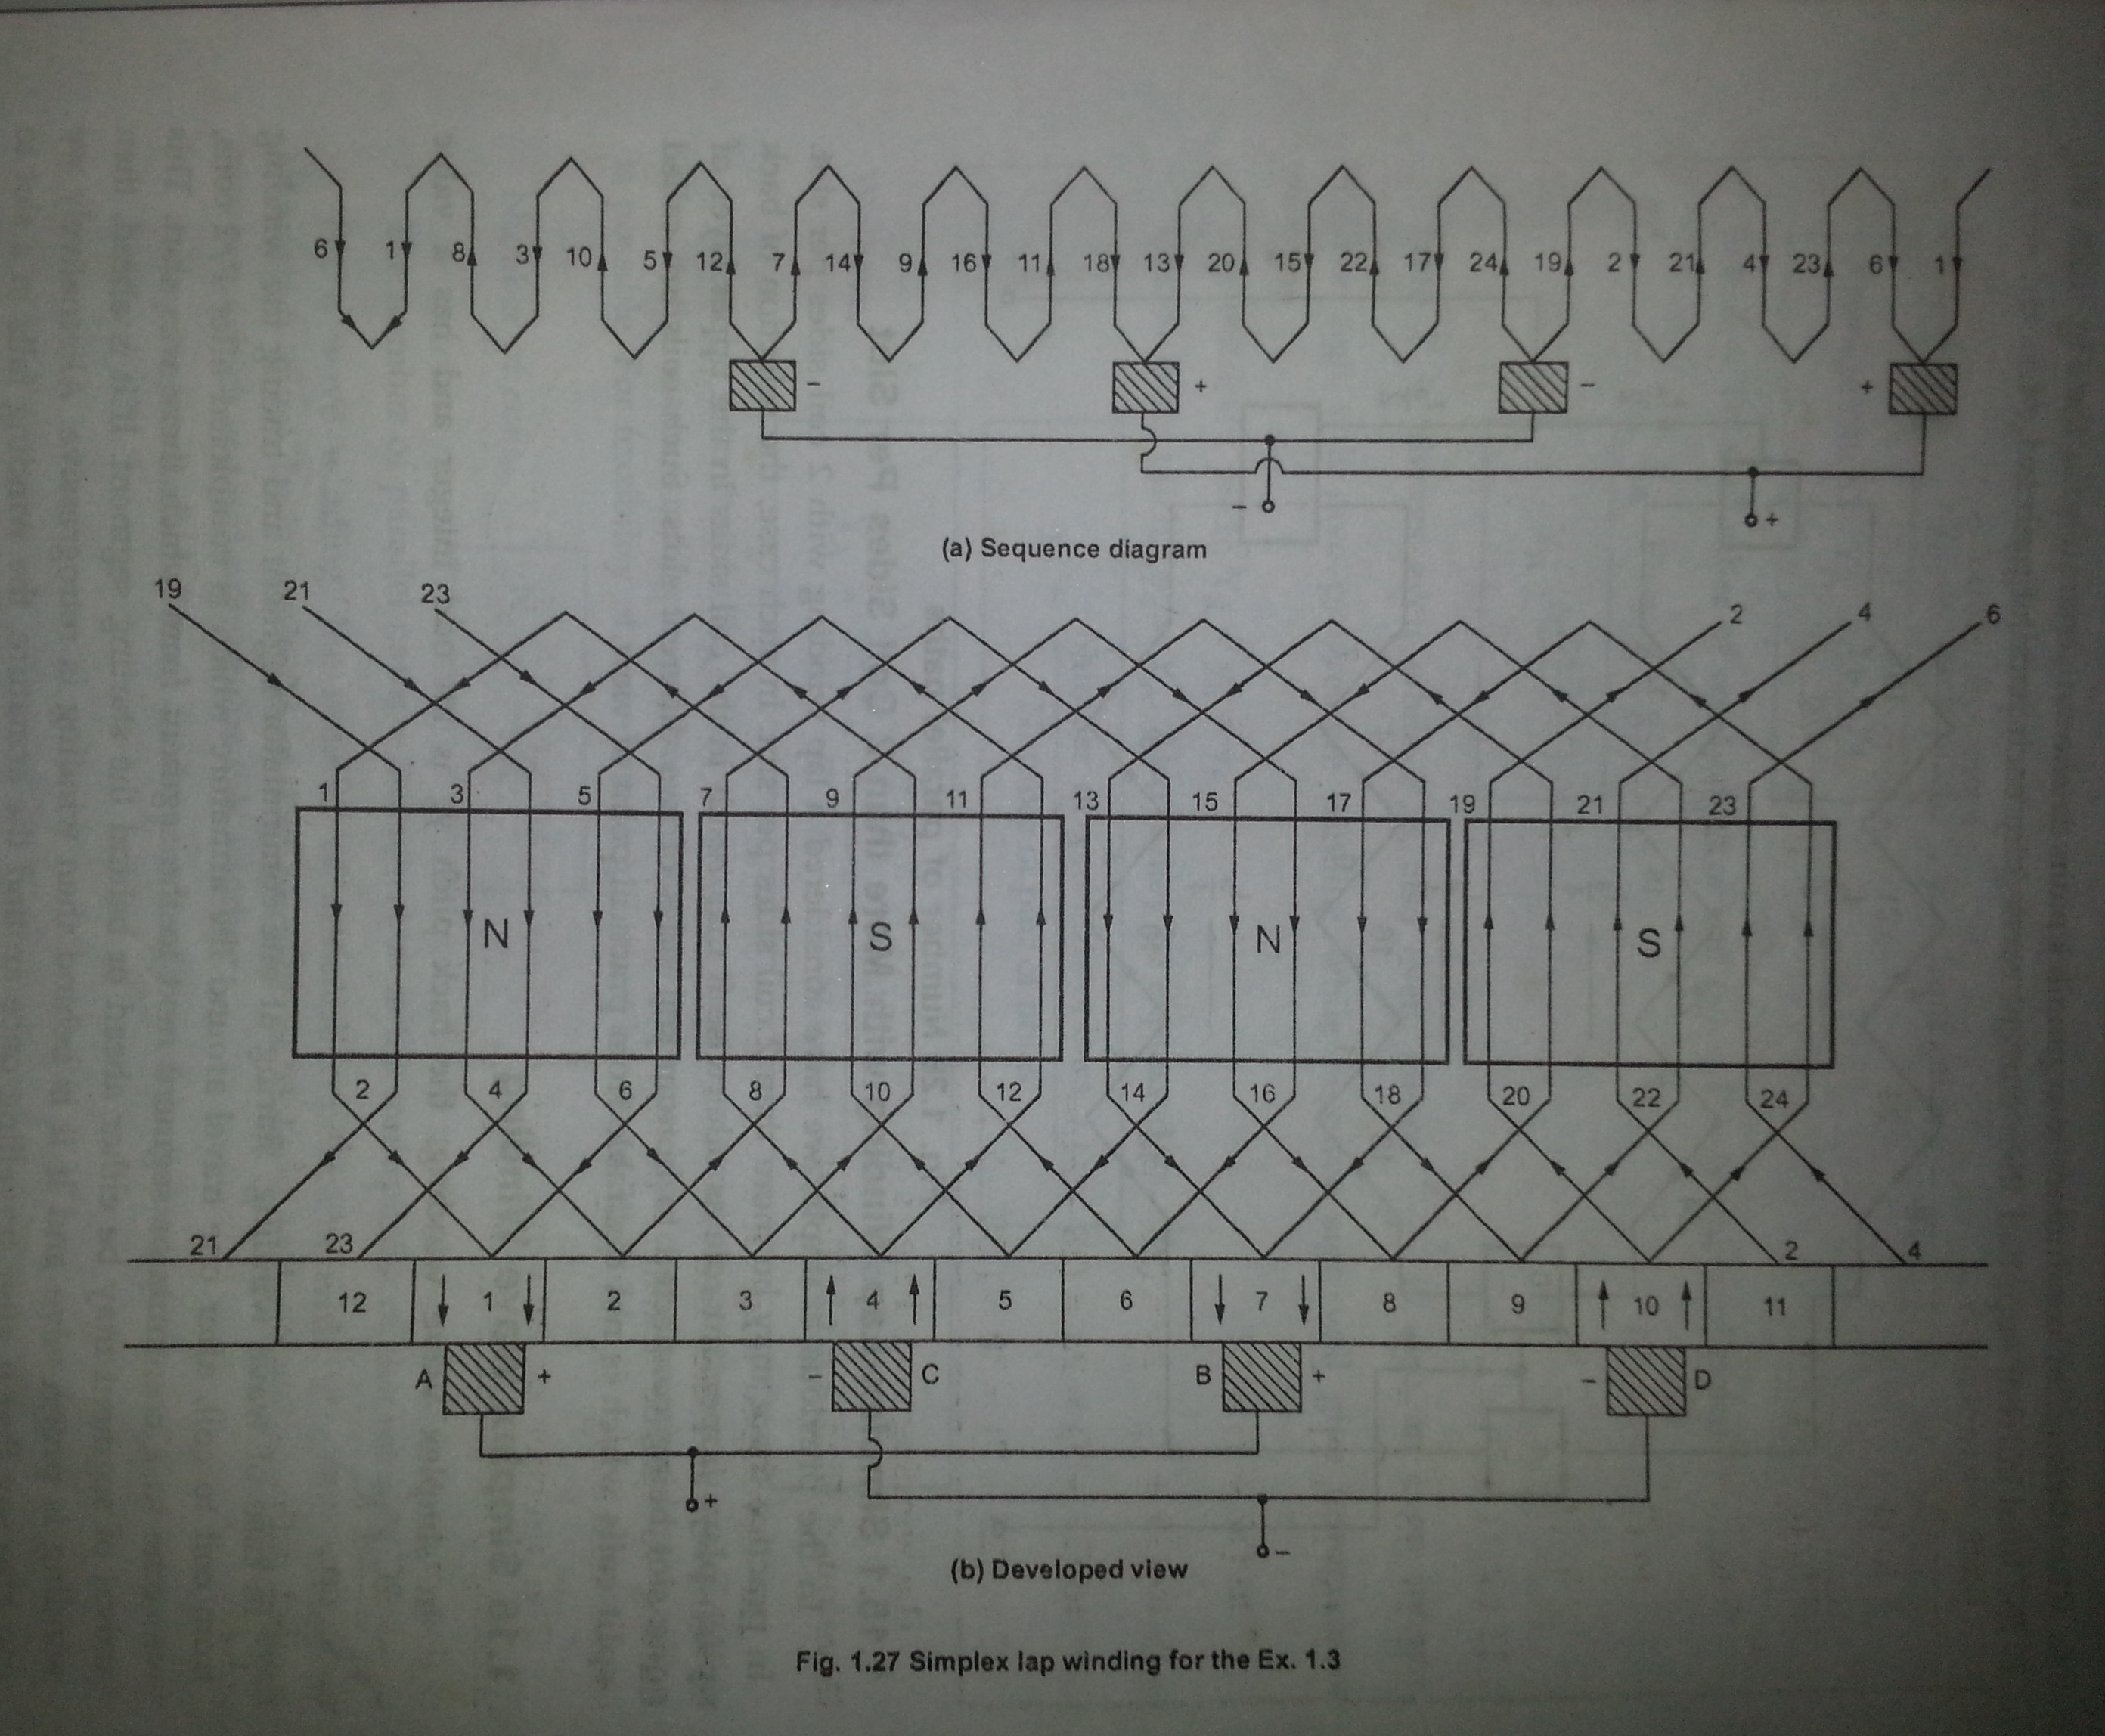 6 1 8 3 10 5 12 7 14 9 16 11 18 13 20 15 22 17 24 19 2 21 4 23 6 1
− + − +
− +
(a) Sequence diagram
19 21 23 2 4 6
1 3 5 7 9 11 13 15 17 19 21 23
N S N S
2 4 6 8 10 12 14 16 18 20 22 24
21 23 2 4
12 1 2 3 4 5 6 7 8 9 10 11
A + − C B + − D
+
−
(b) Developed view
Fig. 1.27 Simplex lap winding for the Ex. 1.3